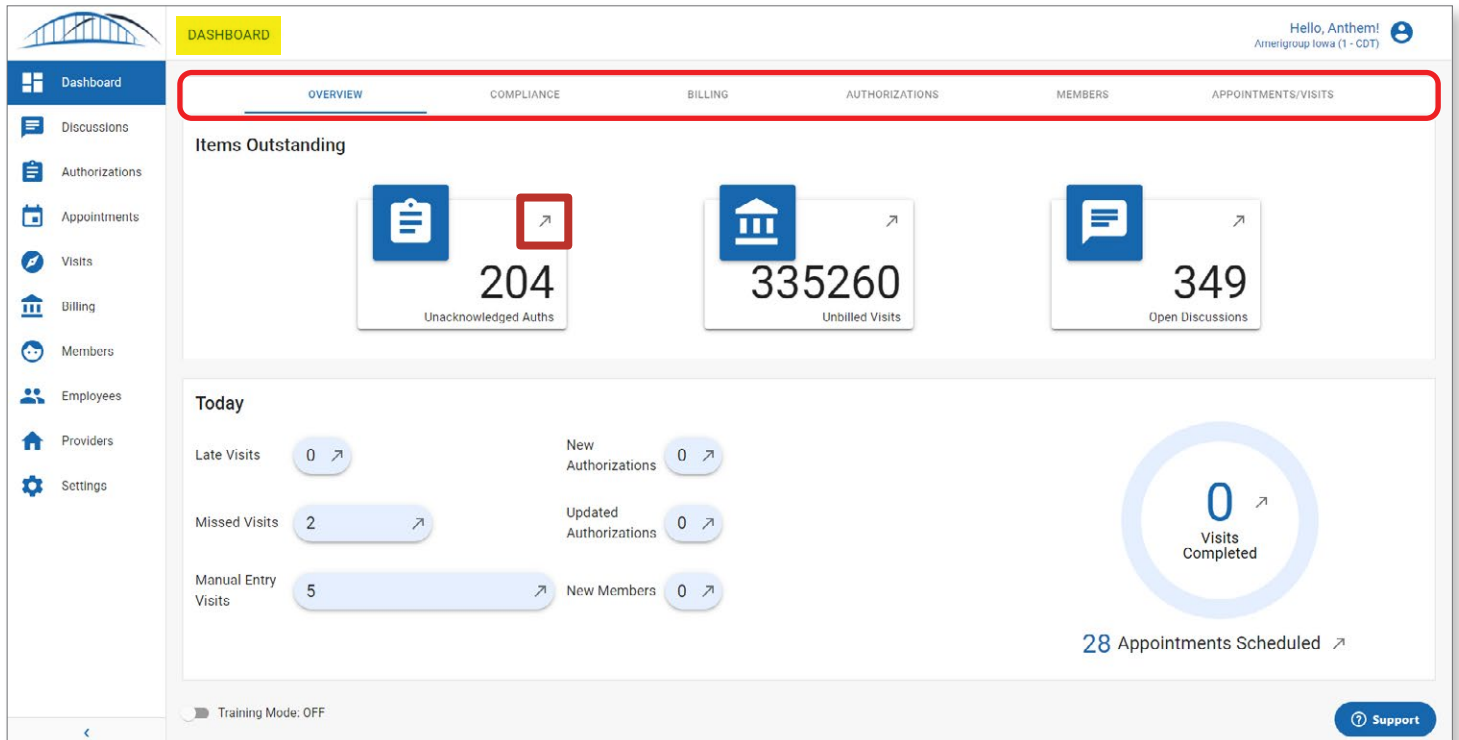 DASHBOARD
Hello, Anthem!
Amerigroup Iowa (1 - CDT)
Dashboard
Discussions
Authorizations
Appointments
Visits
Billing
Members
Employees
Providers
Settings
OVERVIEW COMPLIANCE BILLING AUTHORIZATIONS MEMBERS APPOINTMENTS/VISITS
Items Outstanding
204
Unacknowledged Auths
335260
Unbilled Visits
349
Open Discussions
Today
Late Visits 0
Missed Visits 2
Manual Entry
Visits
5
New
Authorizations
0
Updated
Authorizations
0
New Members 0
0
Visits
Completed
28 Appointments Scheduled
Training Mode: OFF
Support